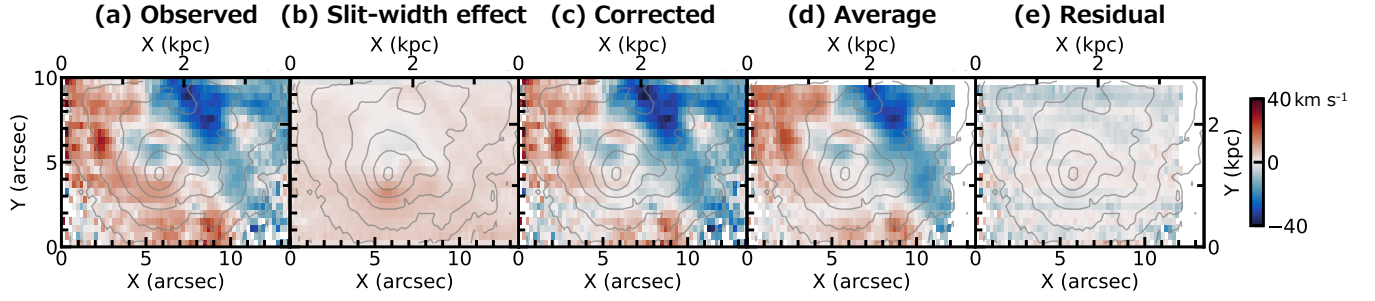 (a) Observed (b) Slit-width effect (c) Corrected (d) Average (e) Residual
X (kpc) X (kpc) X (kpc) X (kpc) X (kpc)
0 2 0 2 0 2 0 2 0 2
10
5
0
Y (arcsec)
0 5 10 0 5 10 0 5 10 0 5 10 0 5 10
X (arcsec) X (arcsec) X (arcsec) X (arcsec) X (arcsec)
2
0
Y (kpc)
40 km s⁻¹
0
−40